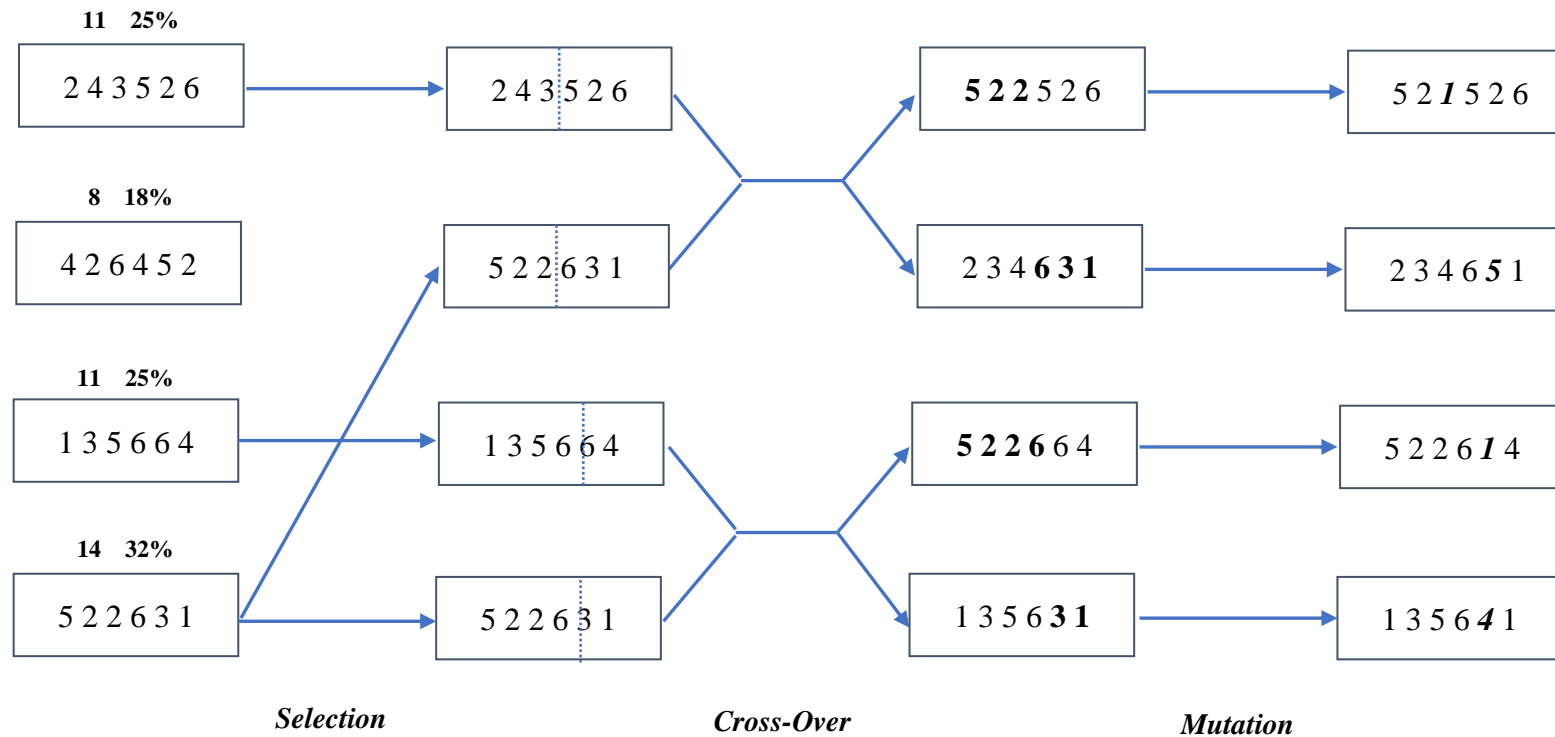 11 25%
2 4 3 5 2 6
2 4 3 5 2 6
5 2 2 5 2 6
5 2 1 5 2 6
8 18%
4 2 6 4 5 2
5 2 2 6 3 1
2 3 4 6 3 1
2 3 4 6 5 1
11 25%
1 3 5 6 6 4
1 3 5 6 6 4
5 2 2 6 6 4
5 2 2 6 1 4
14 32%
5 2 2 6 3 1
5 2 2 6 3 1
1 3 5 6 3 1
1 3 5 6 4 1
Selection
Cross-Over
Mutation